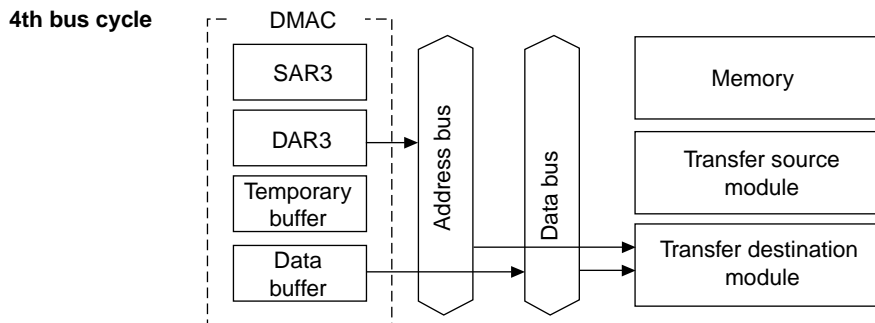 4th bus cycle
DMAC
SAR3
DAR3
Temporary
buffer
Data
buffer
Address bus
Data bus
Memory
Transfer source
module
Transfer destination
module